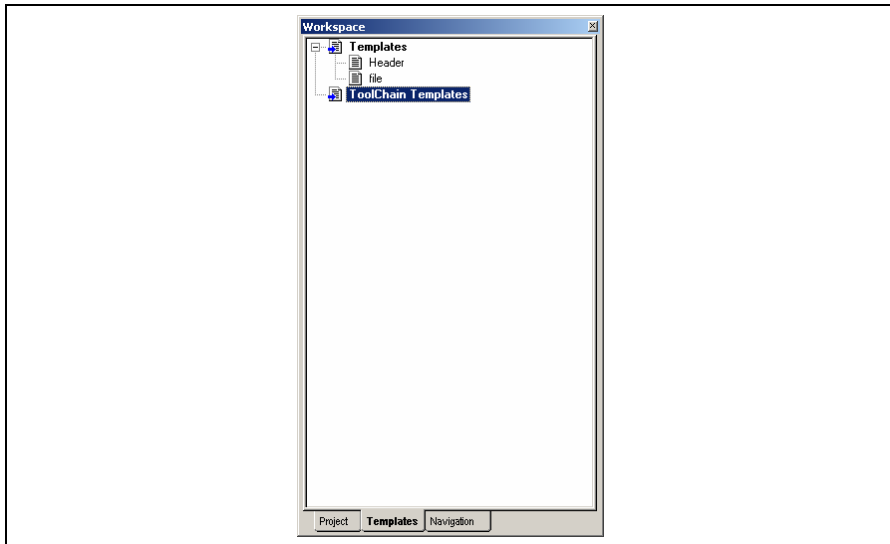 Workspace
Templates
Header
file
ToolChain Templates
Project Templates Navigation